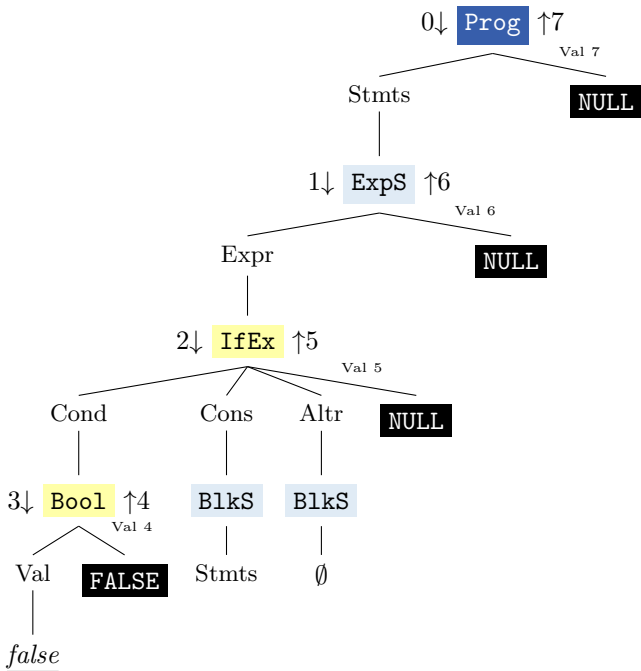 0↓ Prog ↑7
Val 7
Stmts NULL
1↓ ExpS ↑6
Val 6
Expr NULL
2↓ IfEx ↑5
Val 5
Cond Cons Altr NULL
3↓ Bool ↑4 BlkS BlkS
Val 4
Val FALSE Stmts ∅
false